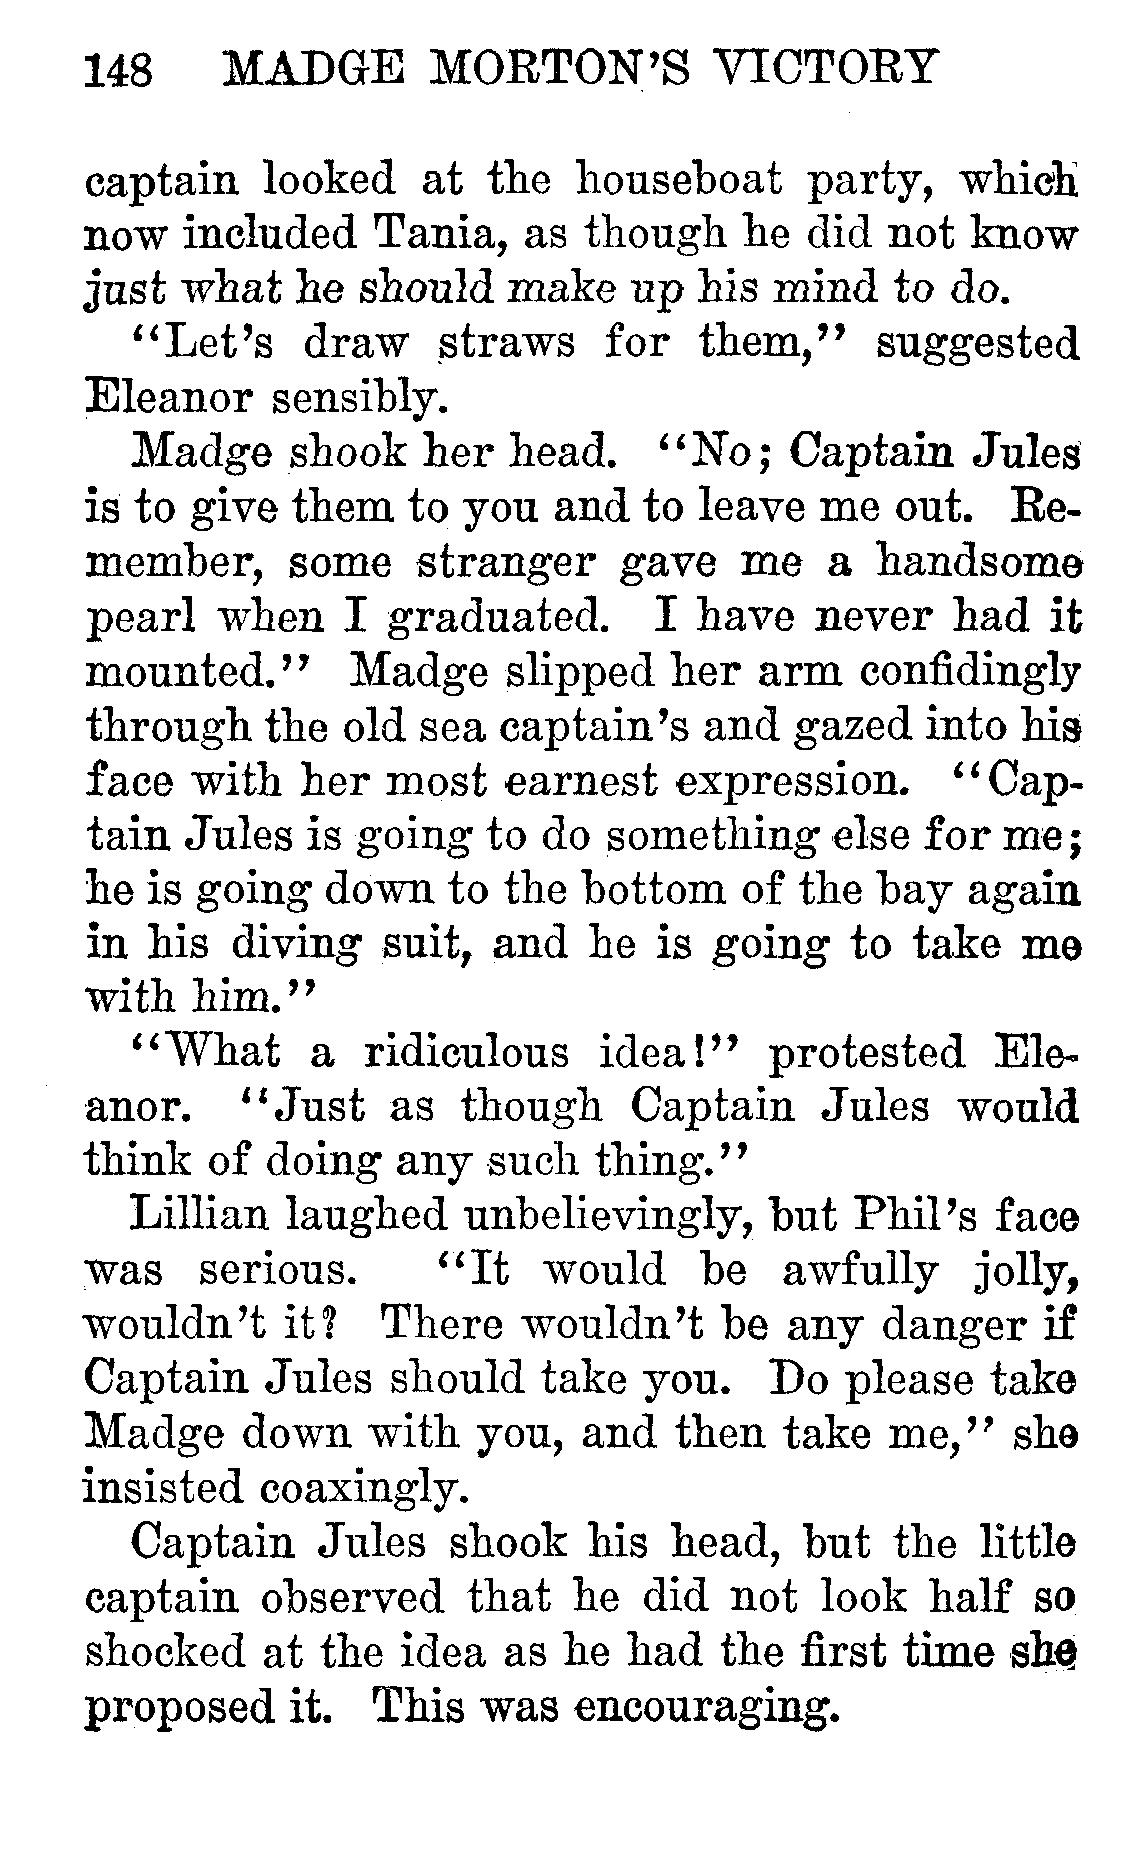 148 MADGE MORTON'S VICTORY
captain looked at the houseboat party, which
now included Tania, as though he did not know
just what he should make up his mind to do.
"Let's draw straws for them," suggested
Eleanor sensibly.
Madge shook her head. "No; Captain Jules
is to give them to you and to leave me out. Re-
member, some stranger gave me a handsome
pearl when I graduated. I have never had it
mounted." Madge slipped her arm confidingly
through the old sea captain's and gazed into his
face with her most earnest expression. "Cap-
tain Jules is going to do something else for me;
he is going down to the bottom of the bay again
in his diving suit, and he is going to take me
with him."
"What a ridiculous idea!" protested Ele-
anor. "Just as though Captain Jules would
think of doing any such thing."
Lillian laughed unbelievingly, but Phil's face
was serious. "It would be awfully jolly,
wouldn't it? There wouldn't be any danger if
Captain Jules should take you. Do please take
Madge down with you, and then take me," she
insisted coaxingly.
Captain Jules shook his head, but the little
captain observed that he did not look half so
shocked at the idea as he had the first time she
proposed it. This was encouraging.